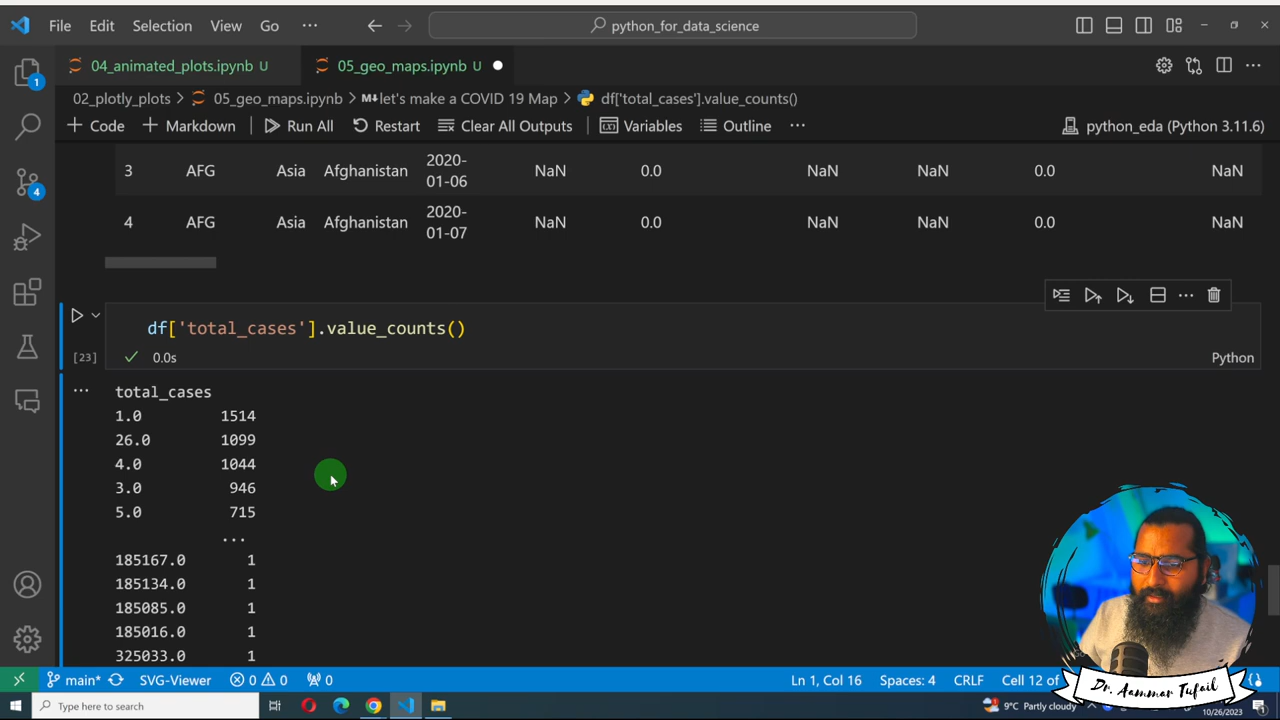 File Edit Selection View Go ··· python_for_data_science
04_animated_plots.ipynb U 05_geo_maps.ipynb U
02_plotly_plots > 05_geo_maps.ipynb > M↓let's make a COVID 19 Map > df['total_cases'].value_counts()
+ Code + Markdown Run All Restart Clear All Outputs Variables Outline ··· python_eda (Python 3.11.6)
3 AFG Asia Afghanistan 2020-01-06 NaN 0.0 NaN NaN 0.0 NaN
4 AFG Asia Afghanistan 2020-01-07 NaN 0.0 NaN NaN 0.0 NaN
df['total_cases'].value_counts()
[23] 0.0s Python
total_cases
1.0 1514
26.0 1099
4.0 1044
3.0 946
5.0 715
...
185167.0 1
185134.0 1
185085.0 1
185016.0 1
325033.0 1
1
4
main* SVG-Viewer 0 0 0 Ln 1, Col 16 Spaces: 4 CRLF Cell 12 of
Dr. Aammar Tufail
Type here to search 9°C Partly cloudy 10/26/2023